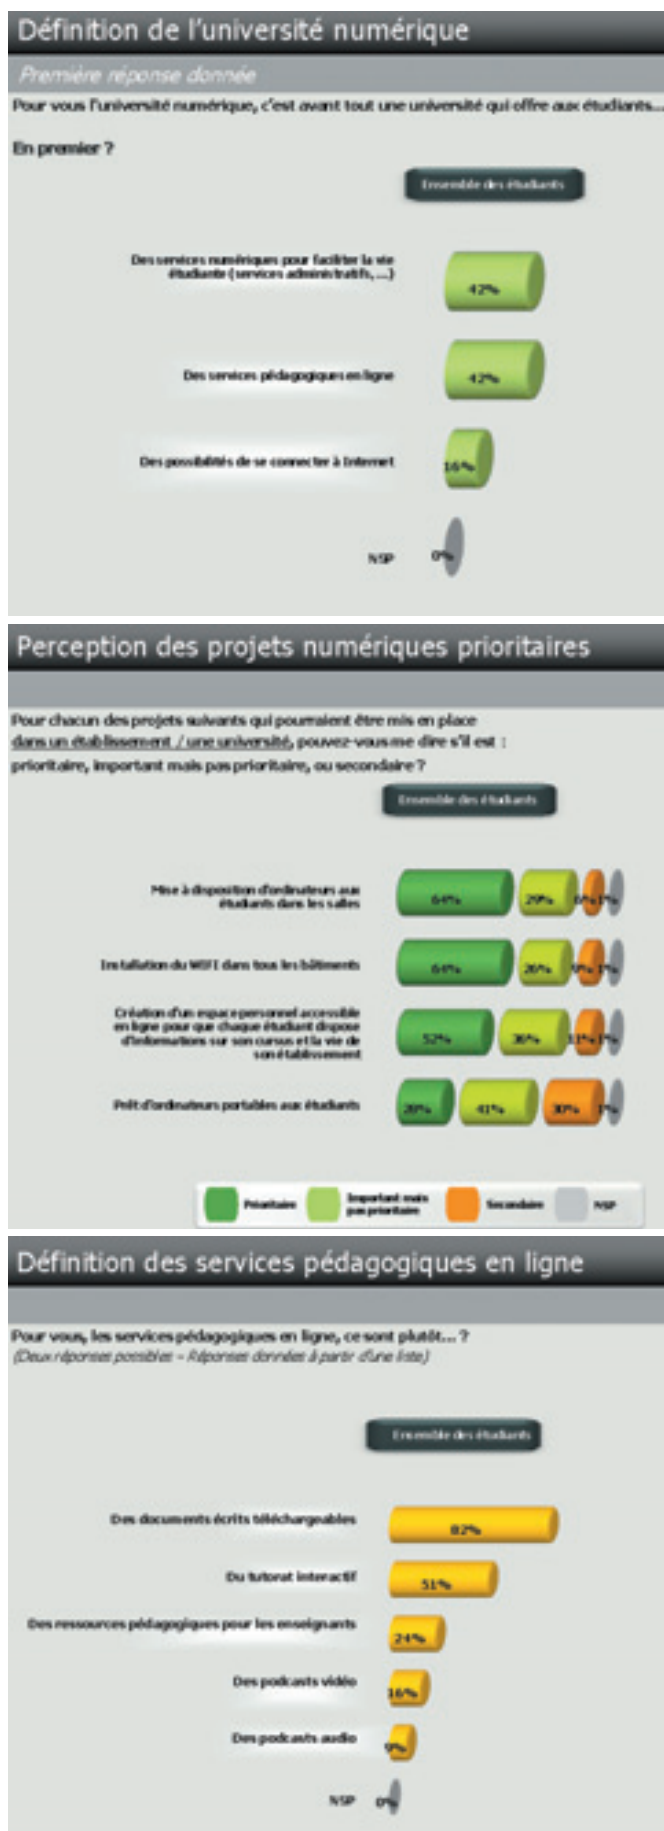 Définition de l'université numérique
Première réponse donnée
Pour vous l'université numérique, c'est avant tout une université qui offre aux étudiants...
En premier ?
Ensemble des étudiants
Des services numériques pour faciliter la vie
étudiante (services administratifs, ...)
42%
Des services pédagogiques en ligne
42%
Des possibilités de se connecter à Internet
16%
NSP
0%
Perception des projets numériques prioritaires
Pour chacun des projets suivants qui pourraient être mis en place
dans un établissement / une université, pouvez-vous me dire s'il est :
prioritaire, important mais pas prioritaire, ou secondaire ?
Ensemble des étudiants
Mise à disposition d'ordinateurs aux
étudiants dans les salles
64% 29% 6% 1%
Installation du WIFI dans tous les bâtiments
64% 26% 9% 1%
Création d'un espace personnel accessible
en ligne pour que chaque étudiant dispose
d'informations sur son cursus et la vie de
son établissement
52% 36% 11% 1%
Prêt d'ordinateurs portables aux étudiants
28% 41% 30% 1%
Prioritaire
Important mais
pas prioritaire
Secondaire
NSP
Définition des services pédagogiques en ligne
Pour vous, les services pédagogiques en ligne, ce sont plutôt... ?
(Deux réponses possibles – Réponses données à partir d'une liste)
Ensemble des étudiants
Des documents écrits téléchargeables
82%
Du tutorat interactif
51%
Des ressources pédagogiques pour les enseignants
24%
Des podcasts vidéo
16%
Des podcasts audio
9%
NSP
0%